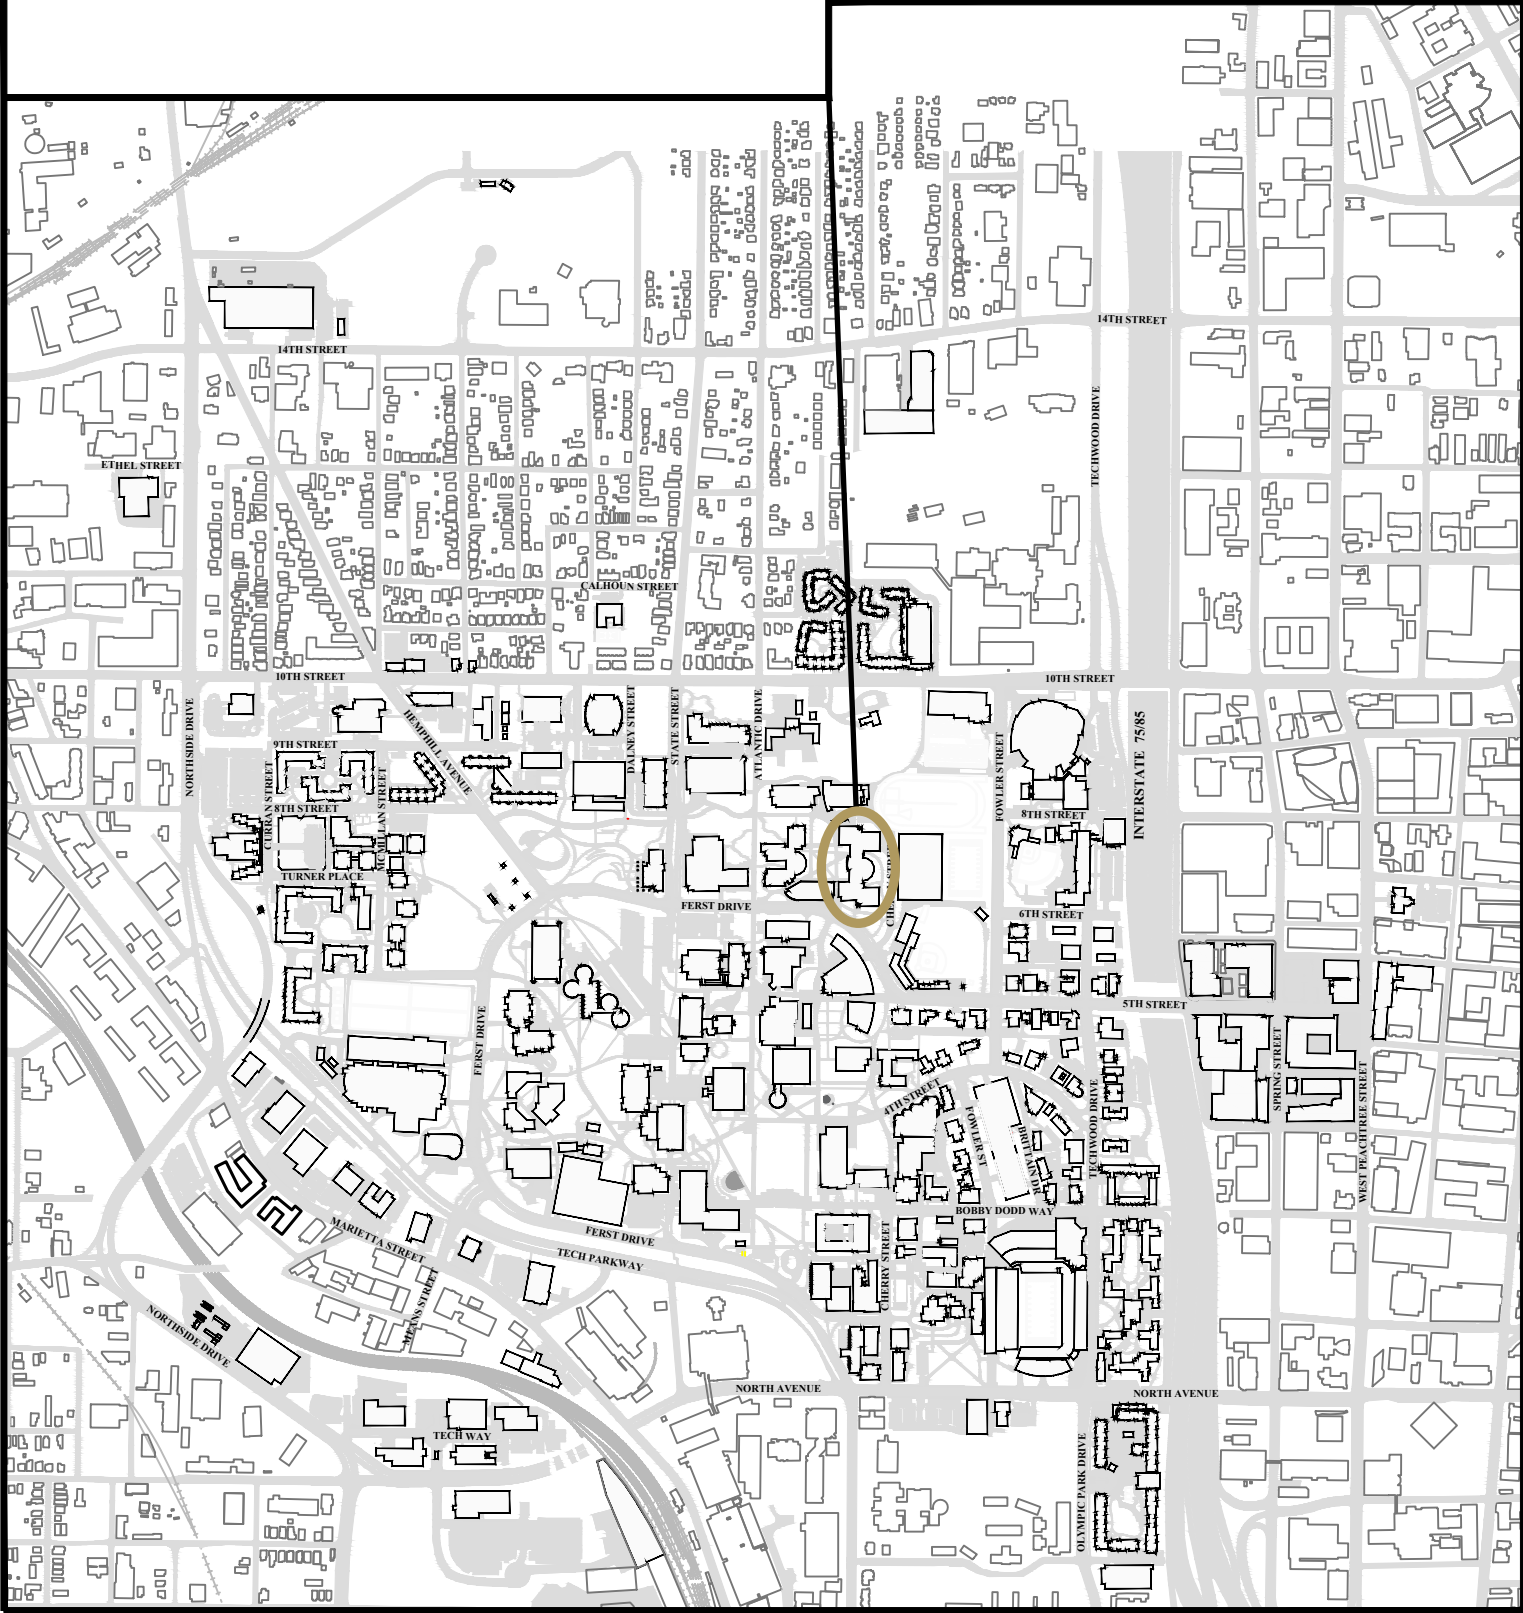 14TH STREET
14TH STREET
TECHWOOD DRIVE
ETHEL STREET
CALHOUN STREET
10TH STREET
10TH STREET
NORTHSIDE DRIVE
HEMPHILL AVENUE
DALNEY STREET
STATE STREET
ATLANTIC DRIVE
FOWLER STREET
INTERSTATE 75/85
9TH STREET
CURRAN STREET
MCMILLAN STREET
8TH STREET
8TH STREET
TURNER PLACE
FERST DRIVE
6TH STREET
5TH STREET
FERST DRIVE
SPRING STREET
WEST PEACHTREE STREET
4TH STREET
FOWLER ST
BRITTAIN DR
TECHWOOD DRIVE
BOBBY DODD WAY
MARIETTA STREET
FERST DRIVE
TECH PARKWAY
CHERRY STREET
MEANS STREET
NORTHSIDE DRIVE
NORTH AVENUE
NORTH AVENUE
TECH WAY
OLYMPIC PARK DRIVE